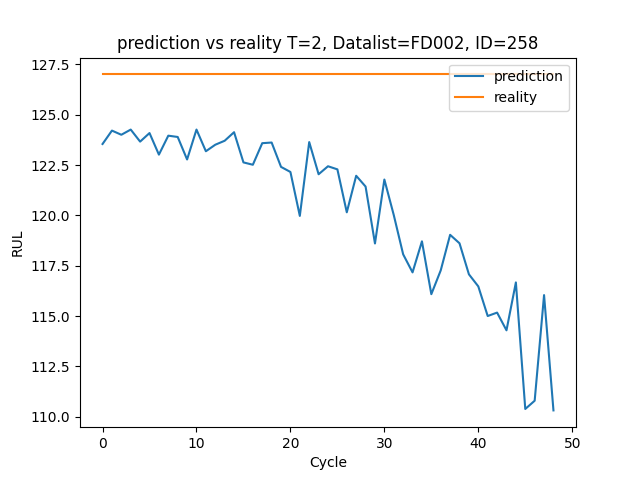 prediction vs reality T=2, Datalist=FD002, ID=258
127.5
125.0
122.5
120.0
117.5
115.0
112.5
110.0
RUL
prediction
reality
0
10
20
30
40
50
Cycle